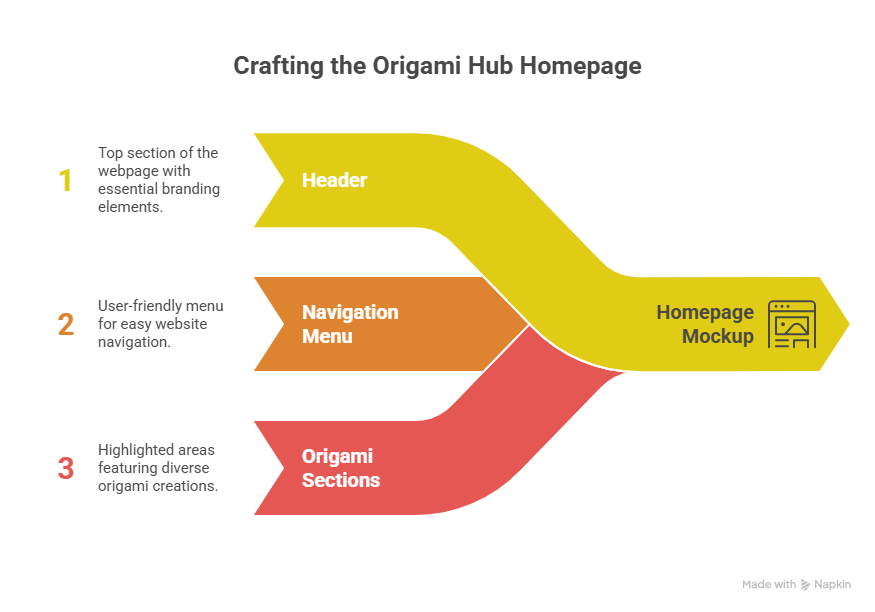 Crafting the Origami Hub Homepage
1
Top section of the
webpage with
essential branding
elements.
Header
2
User-friendly menu
for easy website
navigation.
Navigation
Menu
Homepage
Mockup
3
Highlighted areas
featuring diverse
origami creations.
Origami
Sections
Made with Napkin